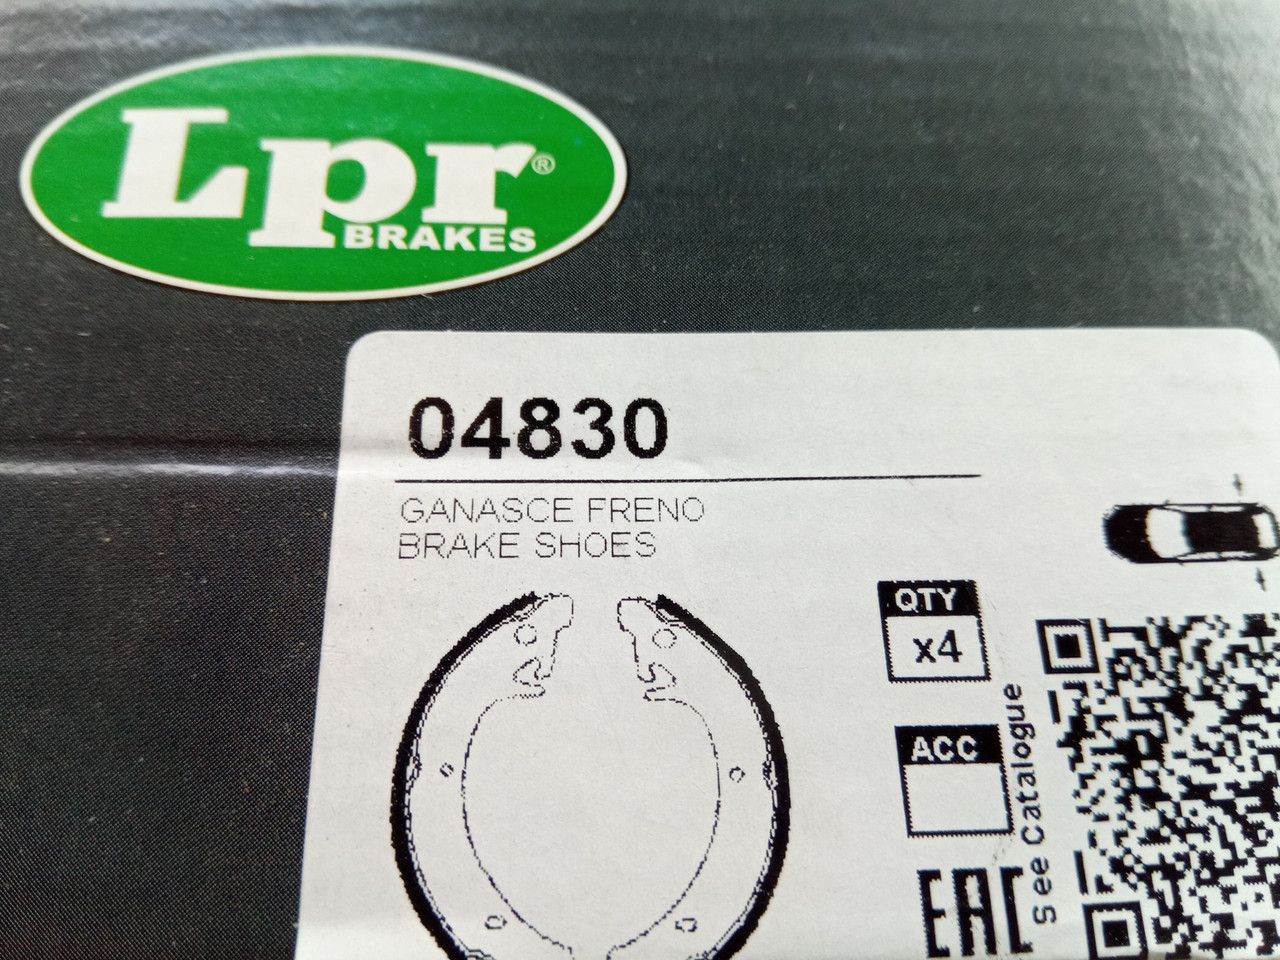 Lpr®
BRAKES
04830
GANASCE FRENO
BRAKE SHOES
QTY
x4
ACC
See Catalogue
EAC